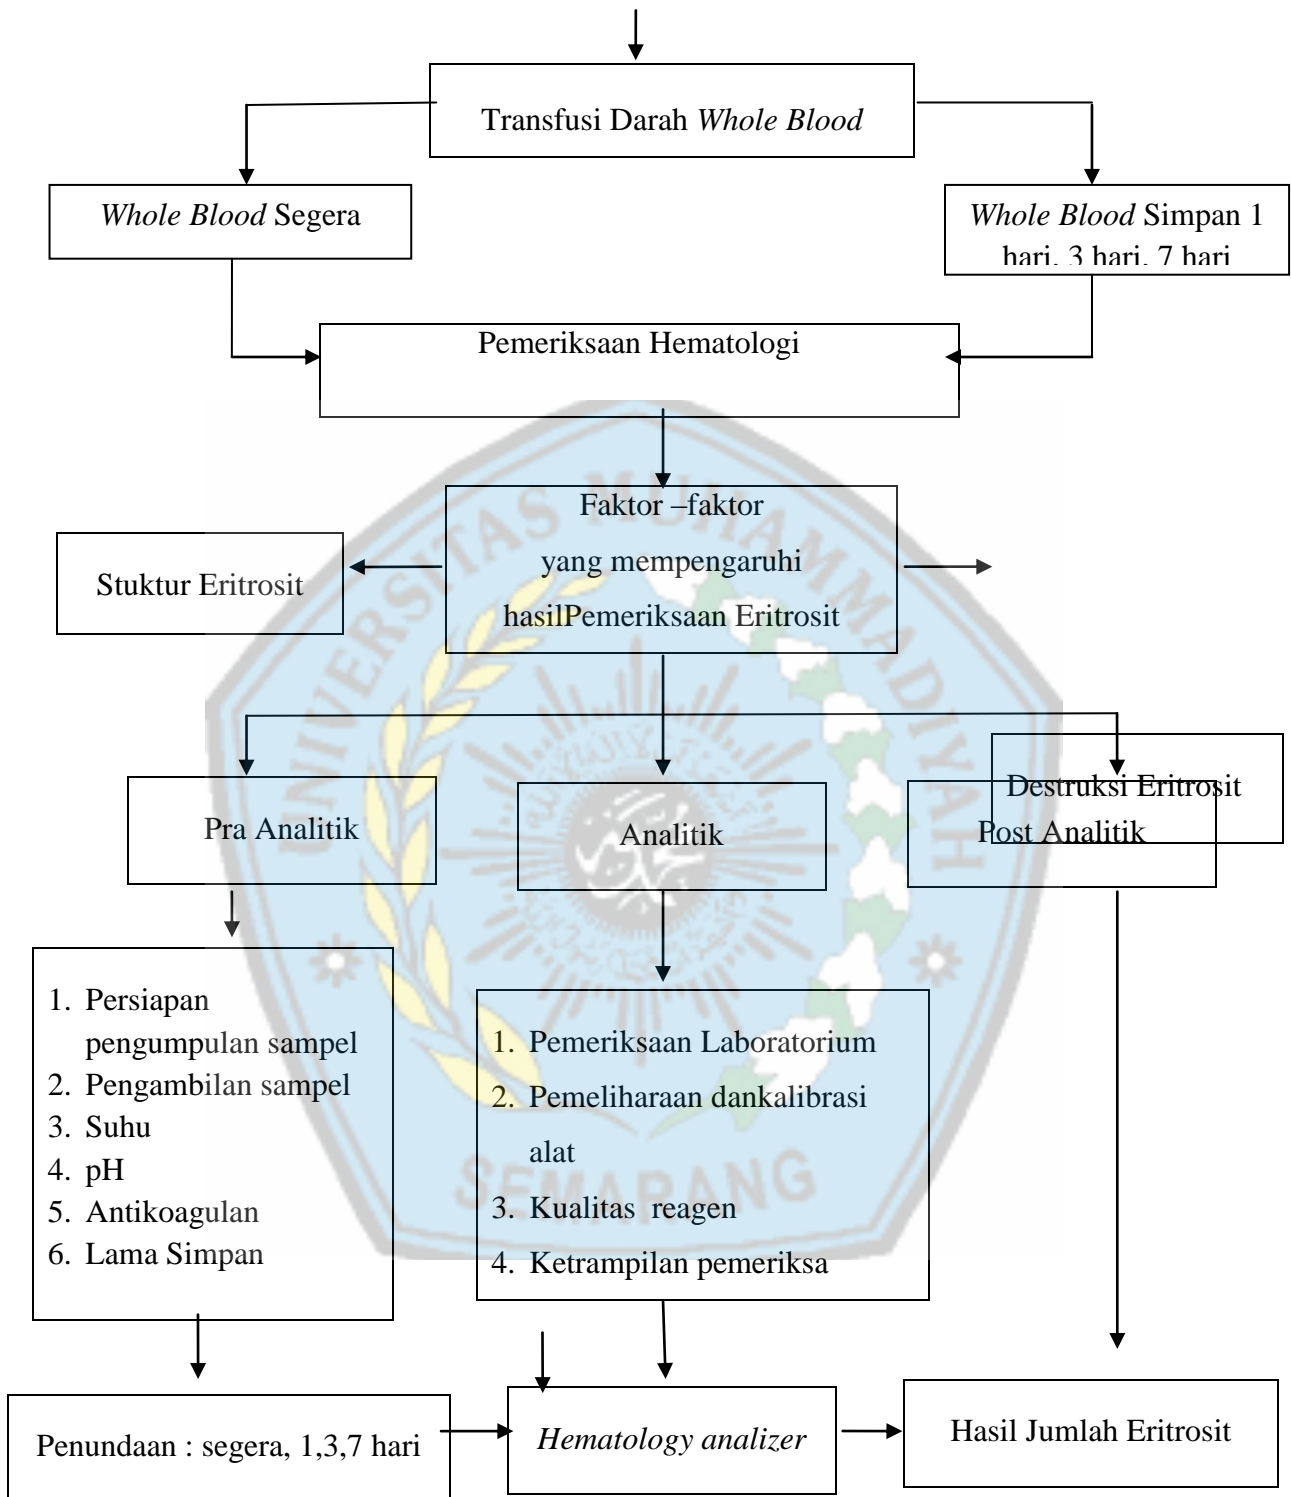 Transfusi Darah Whole Blood
Whole Blood Segera
Whole Blood Simpan 1
hari, 3 hari, 7 hari
Pemeriksaan Hematologi
Faktor –faktor
yang mempengaruhi
hasilPemeriksaan Eritrosit
Stuktur Eritrosit
Destruksi Eritrosit
Pra Analitik
Analitik
Post Analitik
1. Persiapan
pengumpulan sampel
2. Pengambilan sampel
3. Suhu
4. pH
5. Antikoagulan
6. Lama Simpan
1. Pemeriksaan Laboratorium
2. Pemeliharaan dankalibrasi
alat
3. Kualitas reagen
4. Ketrampilan pemeriksa
Penundaan : segera, 1,3,7 hari
Hematology analizer
Hasil Jumlah Eritrosit
UNIVERSITAS MUHAMMADIYAH
SEMARANG